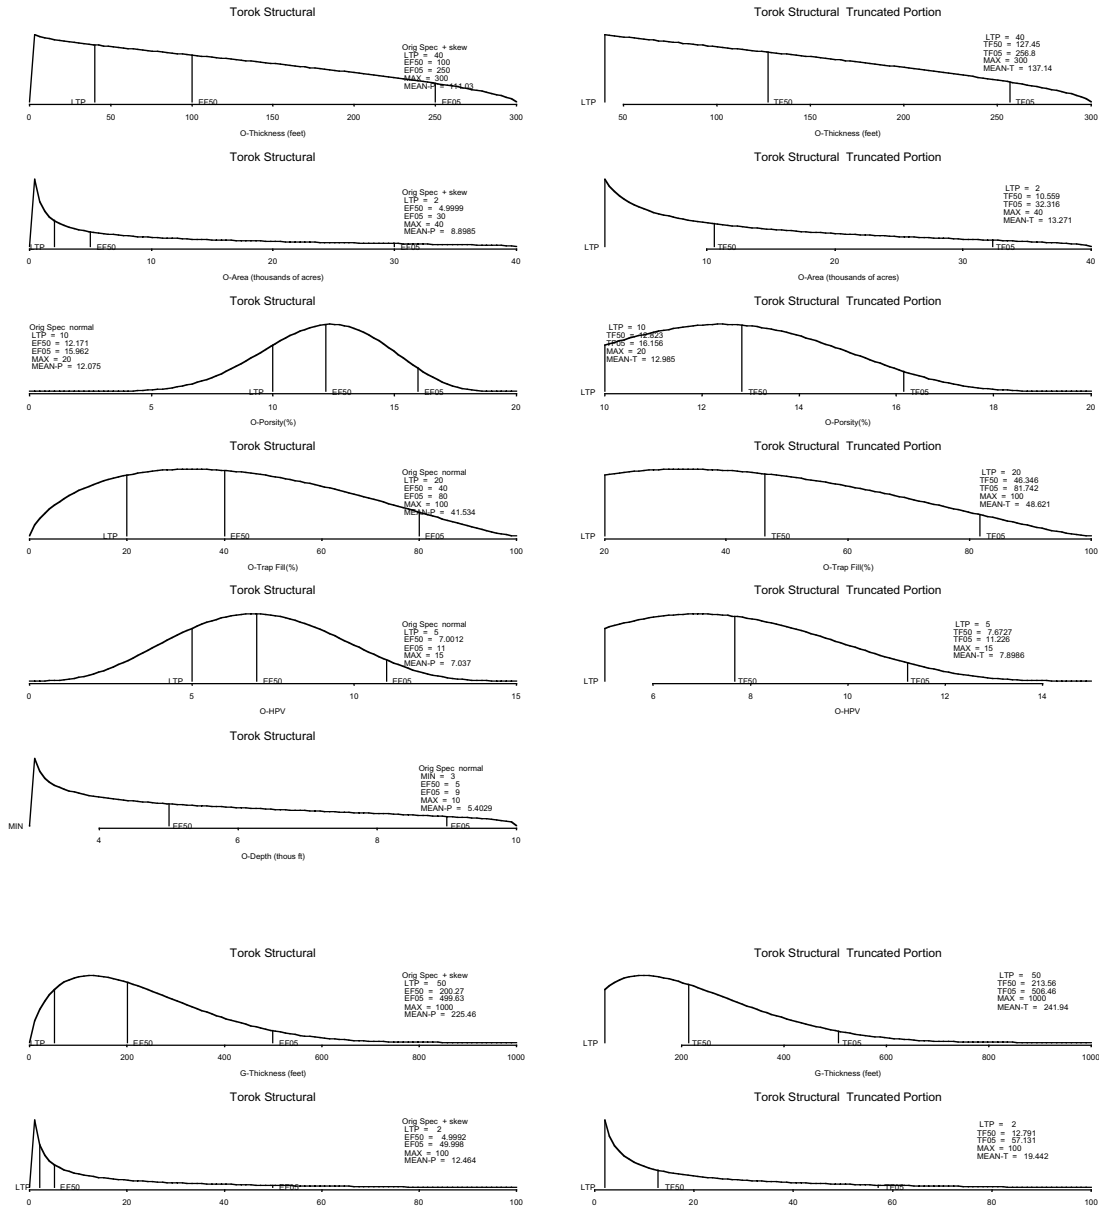 Torok Structural
Orig Spec + skew
LTP = 40
EF50 = 100
EF05 = 250
MAX = 300
MEAN-P = 111.03
LTP EF50 EF05
0 50 100 150 200 250 300
O-Thickness (feet)
Torok Structural Truncated Portion
LTP = 40
TF50 = 127.45
TF05 = 256.8
MAX = 300
MEAN-T = 137.14
LTP TF50 TF05
50 100 150 200 250 300
O-Thickness (feet)
Torok Structural
Orig Spec + skew
LTP = 2
EF50 = 4.9999
EF05 = 30
MAX = 40
MEAN-P = 8.8985
LTP EF50 EF05
0 10 20 30 40
O-Area (thousands of acres)
Torok Structural Truncated Portion
LTP = 2
TF50 = 10.559
TF05 = 32.316
MAX = 40
MEAN-T = 13.271
LTP TF50 TF05
10 20 30 40
O-Area (thousands of acres)
Torok Structural
Orig Spec normal
LTP = 10
EF50 = 12.171
EF05 = 15.962
MAX = 20
MEAN-P = 12.075
LTP EF50 EF05
0 5 10 15 20
O-Porsity(%)
Torok Structural Truncated Portion
LTP = 10
TF50 = 12.823
TF05 = 16.156
MAX = 20
MEAN-T = 12.985
LTP TF50 TF05
10 12 14 16 18 20
O-Porsity(%)
Torok Structural
Orig Spec normal
LTP = 20
EF50 = 40
EF05 = 80
MAX = 100
MEAN-P = 41.534
LTP EF50 EF05
0 20 40 60 80 100
O-Trap Fill(%)
Torok Structural Truncated Portion
LTP = 20
TF50 = 46.346
TF05 = 81.742
MAX = 100
MEAN-T = 48.621
LTP TF50 TF05
20 40 60 80 100
O-Trap Fill(%)
Torok Structural
Orig Spec normal
LTP = 5
EF50 = 7.0012
EF05 = 11
MAX = 15
MEAN-P = 7.037
LTP EF50 EF05
0 5 10 15
O-HPV
Torok Structural Truncated Portion
LTP = 5
TF50 = 7.6727
TF05 = 11.226
MAX = 15
MEAN-T = 7.8986
LTP TF50 TF05
6 8 10 12 14
O-HPV
Torok Structural
Orig Spec normal
MIN = 3
EF50 = 5
EF05 = 9
MAX = 10
MEAN-P = 5.4029
MIN EF50 EF05
4 6 8 10
O-Depth (thous ft)
Torok Structural
Orig Spec + skew
LTP = 50
EF50 = 200.27
EF05 = 499.63
MAX = 1000
MEAN-P = 225.46
LTP EF50 EF05
0 200 400 600 800 1000
G-Thickness (feet)
Torok Structural Truncated Portion
LTP = 50
TF50 = 213.56
TF05 = 506.46
MAX = 1000
MEAN-T = 241.94
LTP TF50 TF05
200 400 600 800 1000
G-Thickness (feet)
Torok Structural
Orig Spec + skew
LTP = 2
EF50 = 4.9992
EF05 = 49.998
MAX = 100
MEAN-P = 12.464
LTP EF50 EF05
0 20 40 60 80 100
Torok Structural Truncated Portion
LTP = 2
TF50 = 12.791
TF05 = 57.131
MAX = 100
MEAN-T = 19.442
LTP TF50 TF05
0 20 40 60 80 100